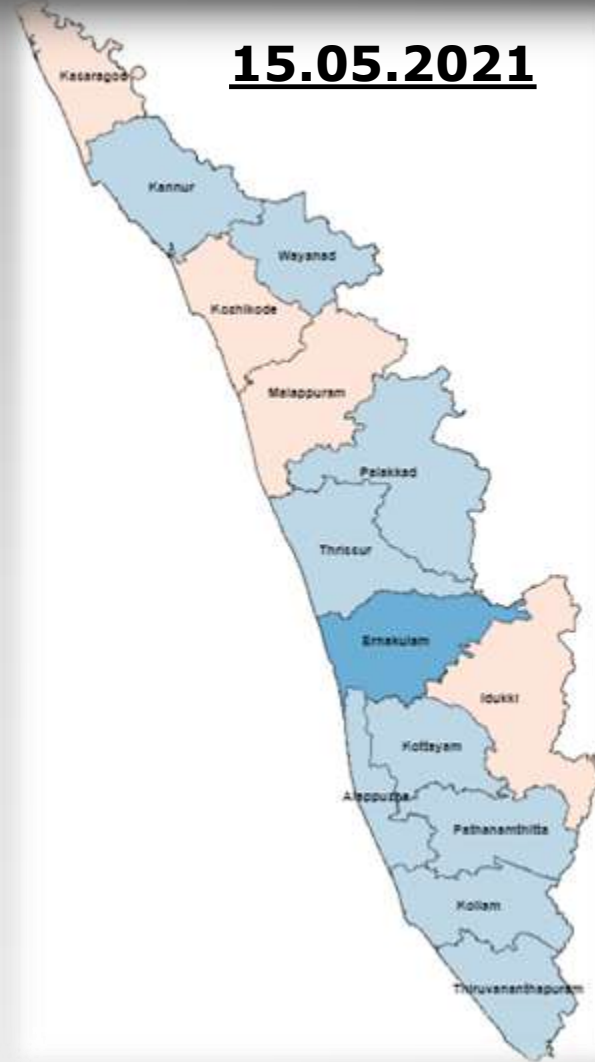 15.05.2021
Kasaragod
Kannur
Wayanad
Kozhikode
Malappuram
Palakkad
Thrissur
Ernakulam
Idukki
Kottayam
Alappuzha
Pathanamthitta
Kollam
Thiruvananthapuram